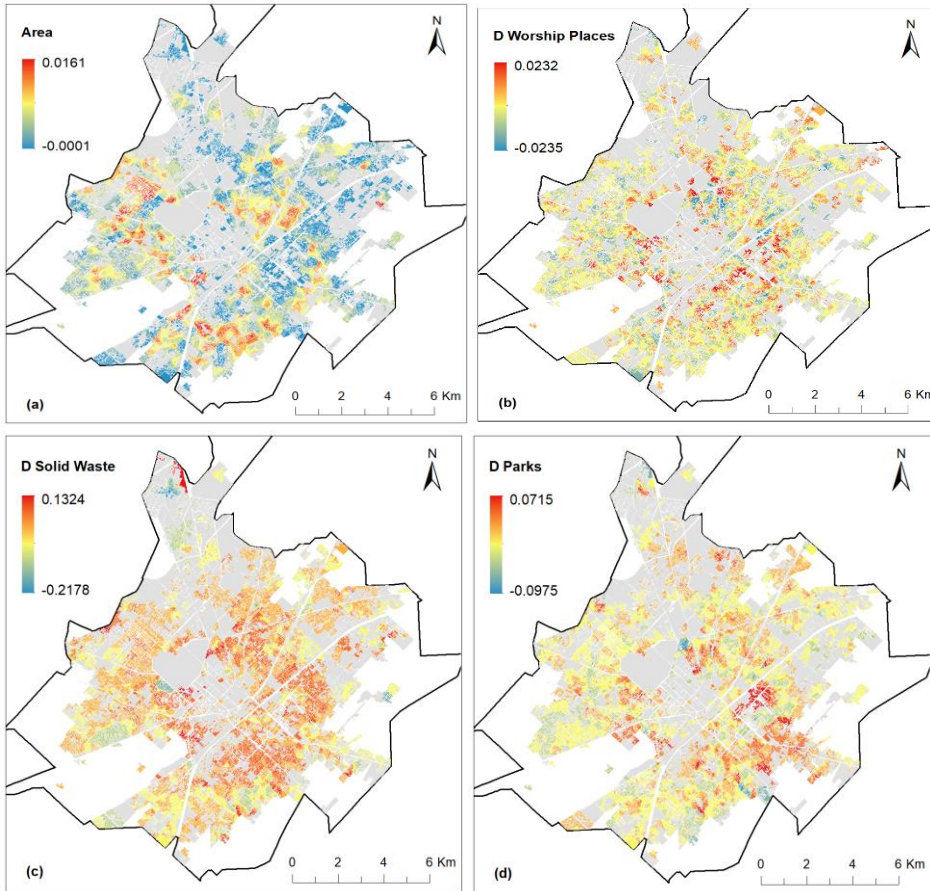 Area
0.0161
-0.0001
N
(a)
0 2 4 6 Km
D Worship Places
0.0232
-0.0235
N
(b)
0 2 4 6 Km
D Solid Waste
0.1324
-0.2178
N
(c)
0 2 4 6 Km
D Parks
0.0715
-0.0975
N
(d)
0 2 4 6 Km